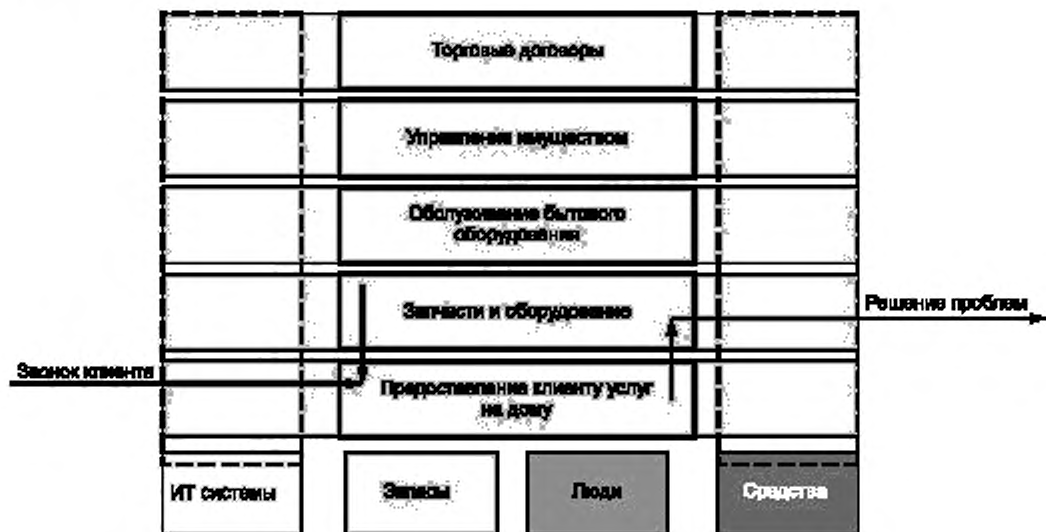 Торговые договоры
Управление имуществом
Обслуживание бытового
оборудования
Запчасти и оборудование
Решение проблем
Звонок клиента
Предоставление клиенту услуг
на дому
ИТ системы
Запасы
Люди
Средства